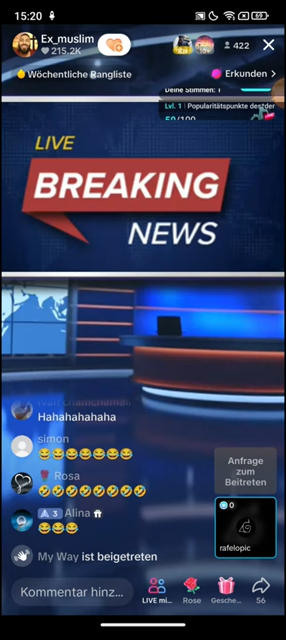 15:20
69
Ex_muslim
215.2K
422
Wöchentliche Rangliste
Erkunden >
Deine Stimmen: 1
Lvl. 1 | Popularitätspunkte des
/100
LIVE
BREAKING
NEWS
Hahahahahaha
simon
Rosa
3 Alina
My Way ist beigetreten
Anfrage
zum
Beitreten
0
rafelopic
Kommentar hinz...
LIVE mi...
Rose
Gesche...
56